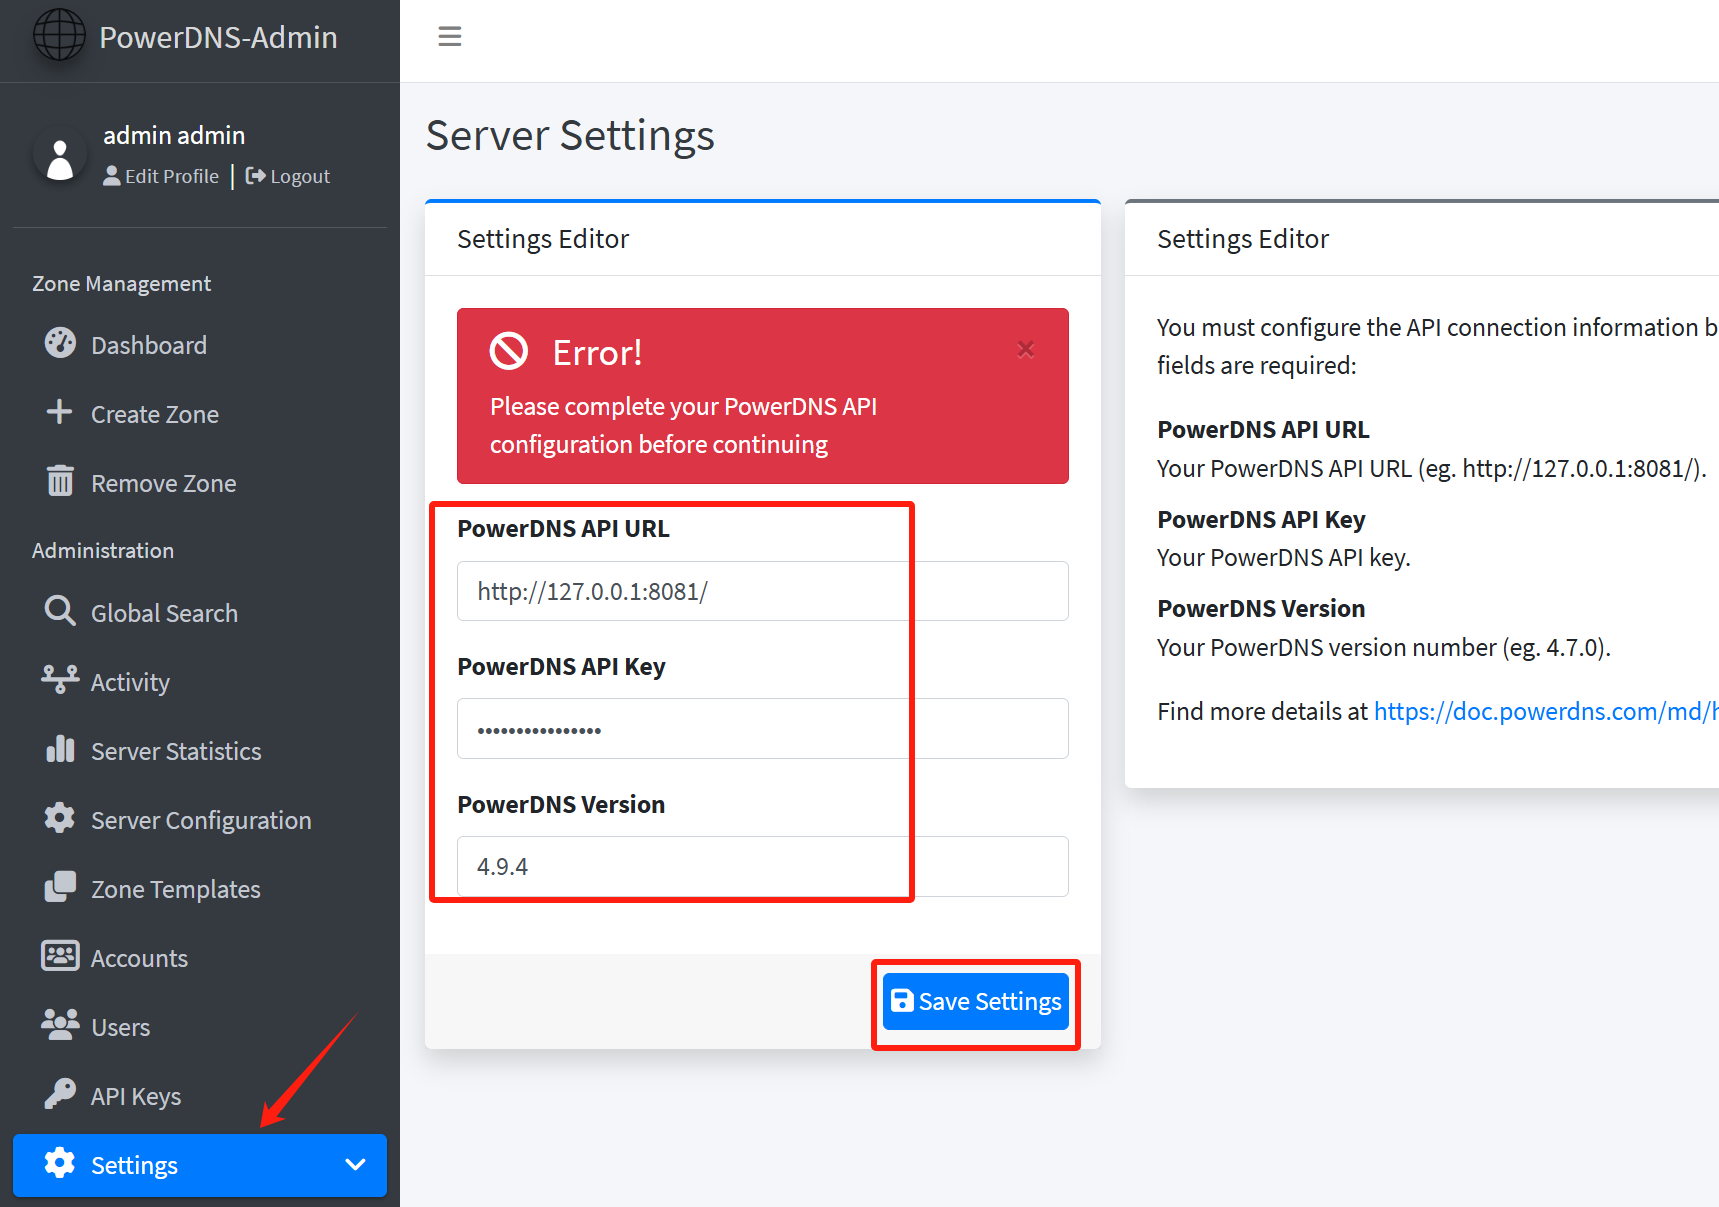 PowerDNS-Admin
admin admin
Edit Profile | Logout
Zone Management
Dashboard
Create Zone
Remove Zone
Administration
Global Search
Activity
Server Statistics
Server Configuration
Zone Templates
Accounts
Users
API Keys
Settings
Server Settings
Settings Editor
Error!
Please complete your PowerDNS API
configuration before continuing
PowerDNS API URL
http://127.0.0.1:8081/
PowerDNS API Key
••••••••••••••••
PowerDNS Version
4.9.4
Save Settings
Settings Editor
You must configure the API connection information b
fields are required:
PowerDNS API URL
Your PowerDNS API URL (eg. http://127.0.0.1:8081/).
PowerDNS API Key
Your PowerDNS API key.
PowerDNS Version
Your PowerDNS version number (eg. 4.7.0).
Find more details at https://doc.powerdns.com/md/h